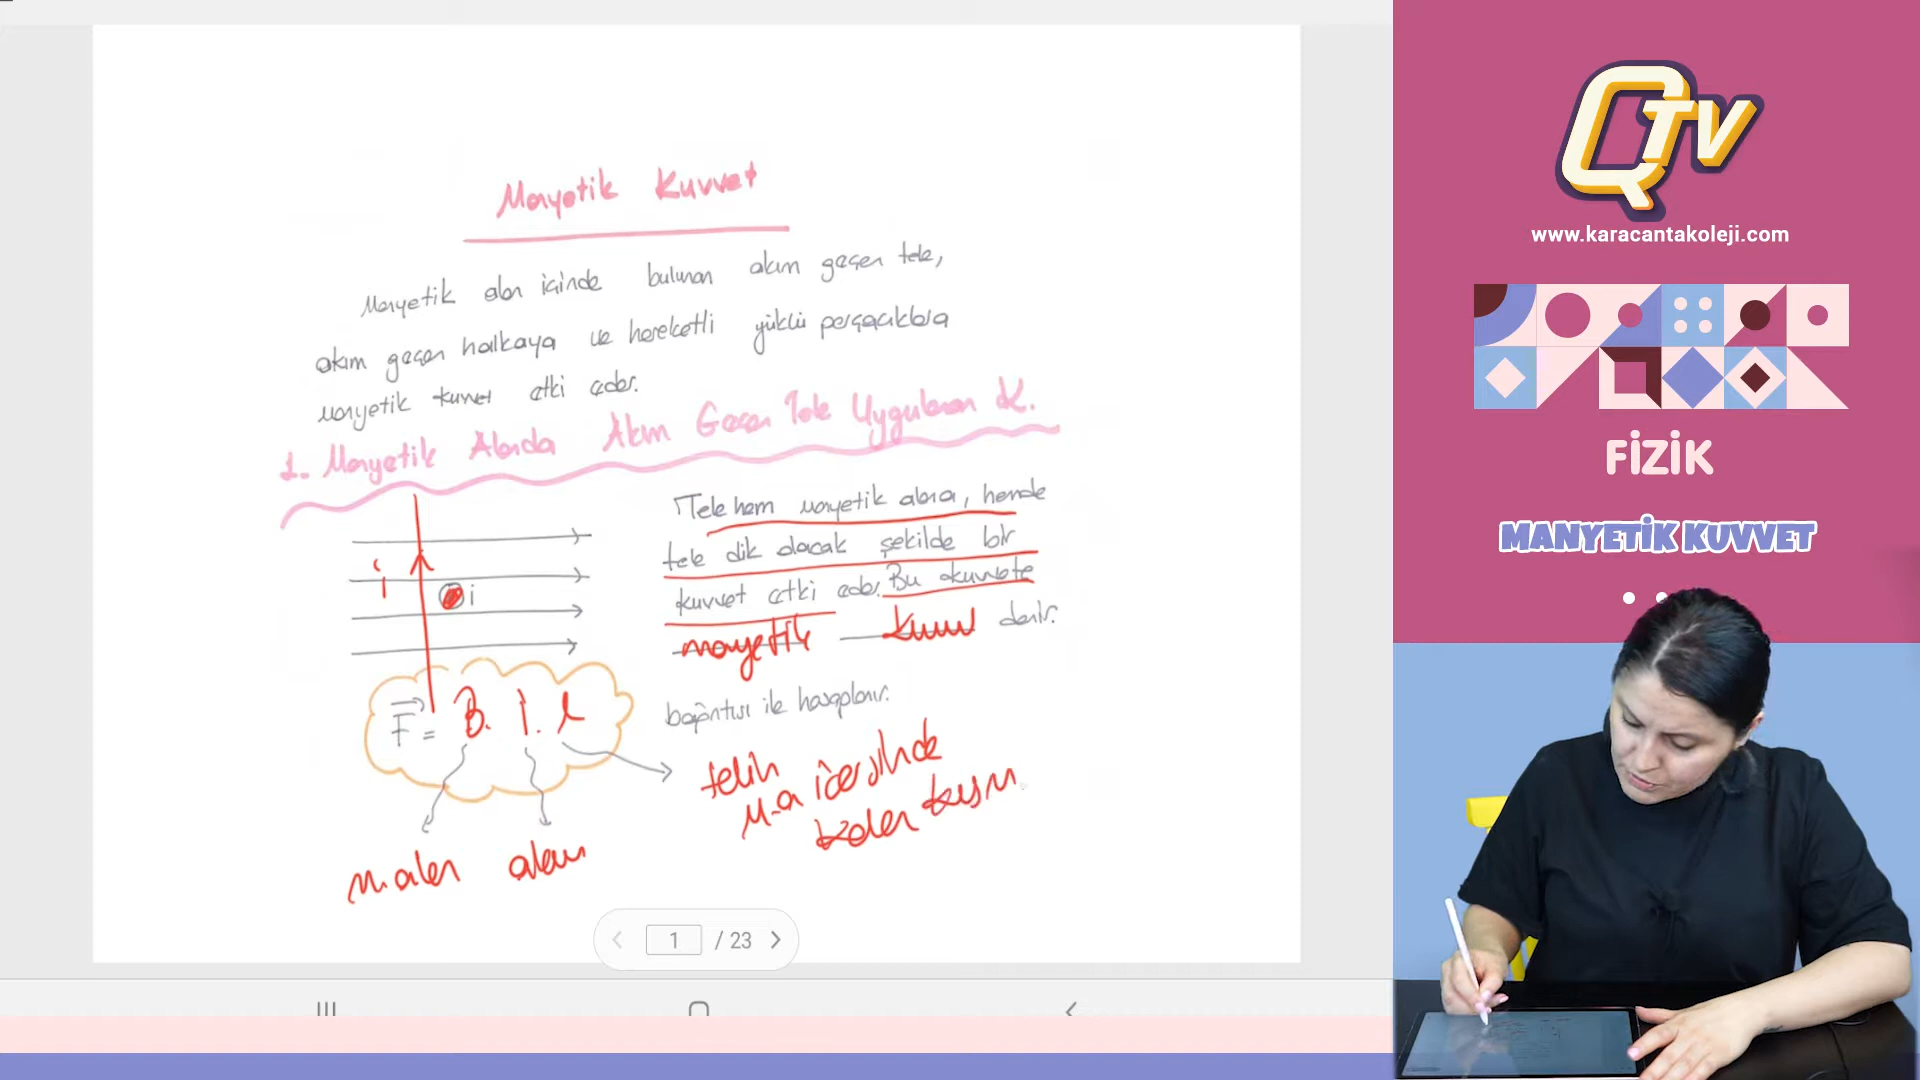 Manyetik Kuvvet
Manyetik alan içinde bulunan akım geçen tele,
akım geçen halkaya ve hareketli yüklü parçacıklara
manyetik kuvvet etki eder.
1. Manyetik Alanda Akım Geçen Tele Uygulanan K.
Tele hem manyetik alana, hemde
tele dik olacak şekilde bir
kuvvet etki eder. Bu kuvvete
manyetik kuvvet denir.
i
i
F = B. i. l
bağıntısı ile hesaplanır.
telin
M.a içerisinde
kalan kısmı
m. alan
akım
1 / 23
QTV
www.karacantakoleji.com
FİZİK
MANYETİK KUVVET